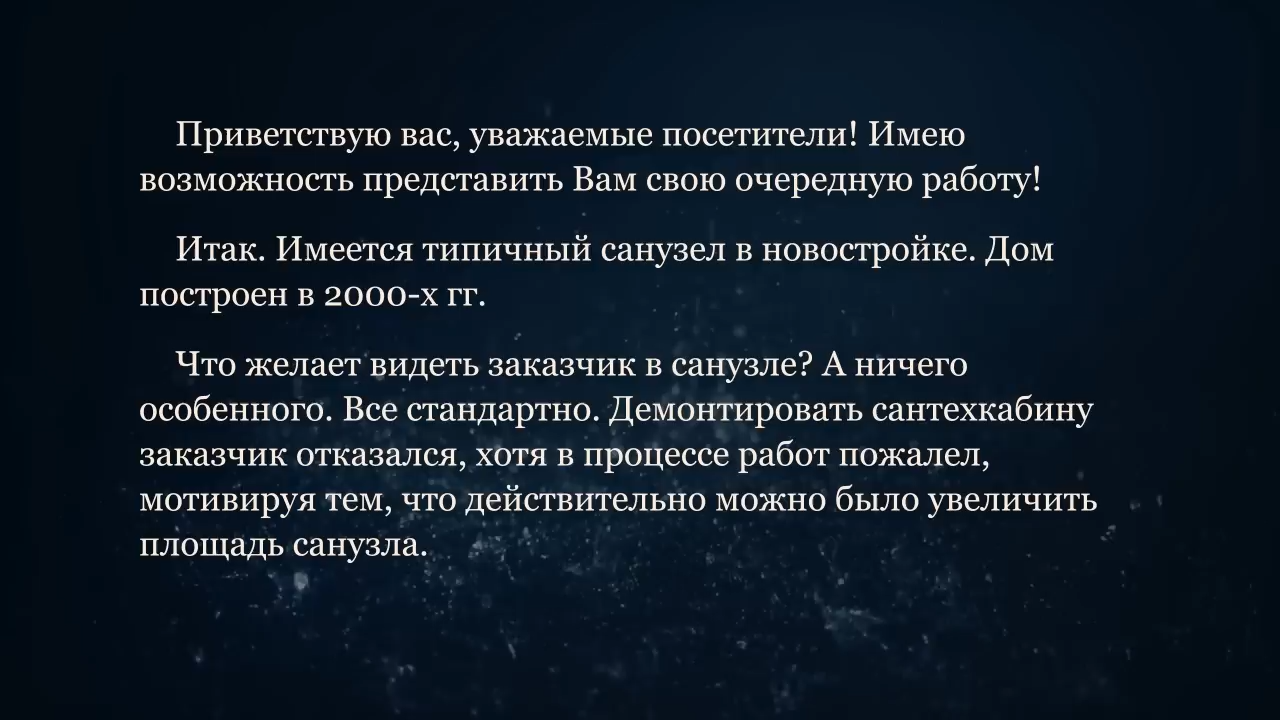 Приветствую вас, уважаемые посетители! Имею
возможность представить Вам свою очередную работу!
Итак. Имеется типичный санузел в новостройке. Дом
построен в 2000-х гг.
Что желает видеть заказчик в санузле? А ничего
особенного. Все стандартно. Демонтировать сантехкабину
заказчик отказался, хотя в процессе работ пожалел,
мотивируя тем, что действительно можно было увеличить
площадь санузла.